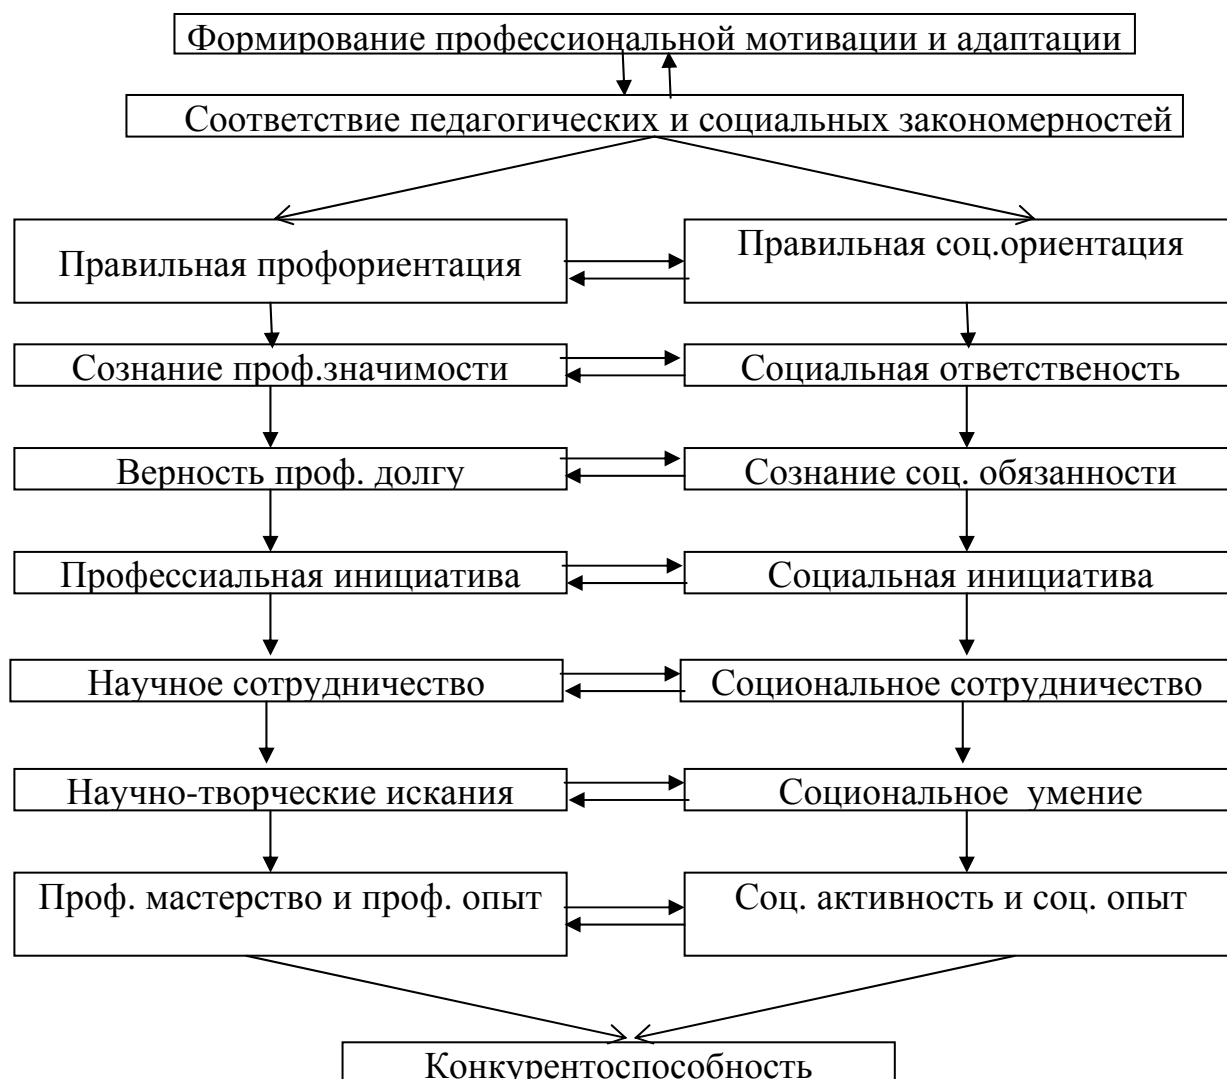 Формирование профессиональной мотивации и адаптации
Соответствие педагогических и социальных закономерностей
Правильная профориентация
Правильная соц.ориентация
Сознание проф.значимости
Социальная ответственость
Верность проф. долгу
Сознание соц. обязанности
Профессиальная инициатива
Социальная инициатива
Научное сотрудничество
Социональное сотрудничество
Научно-творческие искания
Социональное умение
Проф. мастерство и проф. опыт
Соц. активность и соц. опыт
Конкурентоспособность